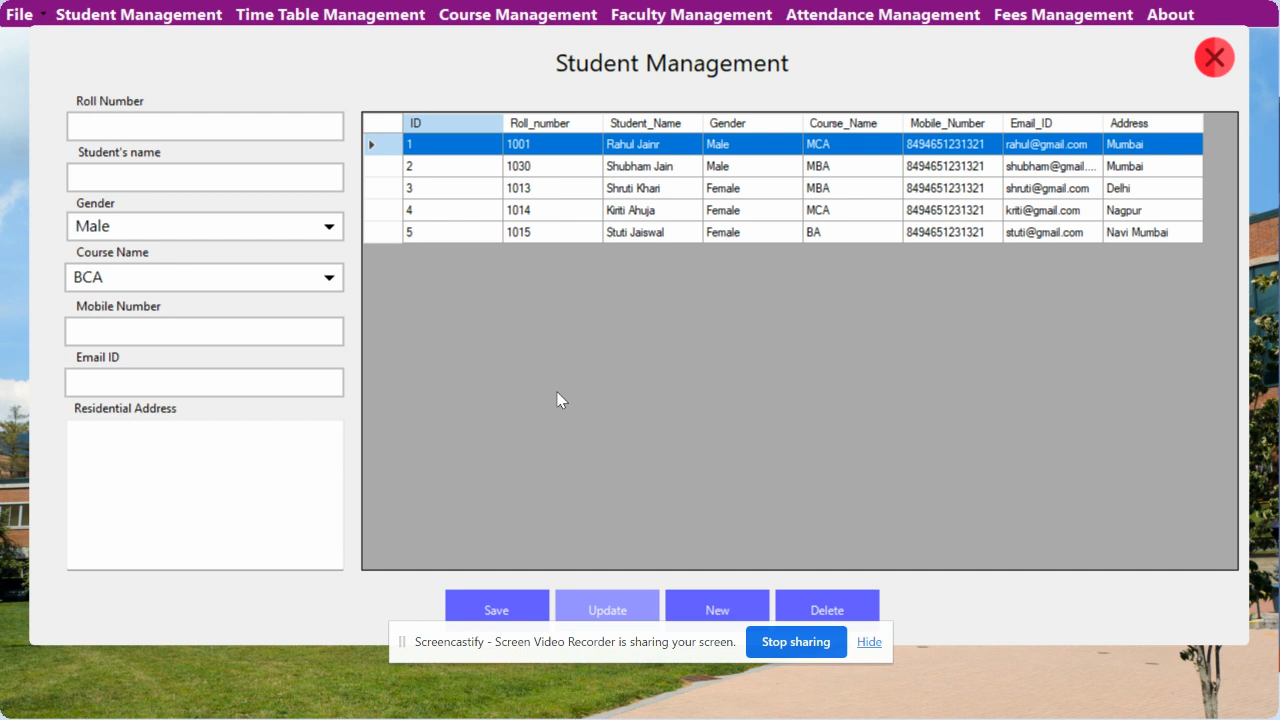 File Student Management Time Table Management Course Management Faculty Management Attendance Management Fees Management About
Student Management
Roll Number
Student's name
Gender
Male
Course Name
BCA
Mobile Number
Email ID
Residential Address
ID Roll_number Student_Name Gender Course_Name Mobile_Number Email_ID Address
1 1001 Rahul Jainr Male MCA 8494651231321 rahul@gmail.com Mumbai
2 1030 Shubham Jain Male MBA 8494651231321 shubham@gmail.... Mumbai
3 1013 Shruti Khari Female MBA 8494651231321 shruti@gmail.com Delhi
4 1014 Kiriti Ahuja Female MCA 8494651231321 kriti@gmail.com Nagpur
5 1015 Stuti Jaiswal Female BA 8494651231321 stuti@gmail.com Navi Mumbai
Save Update New Delete
Screencastify - Screen Video Recorder is sharing your screen. Stop sharing Hide